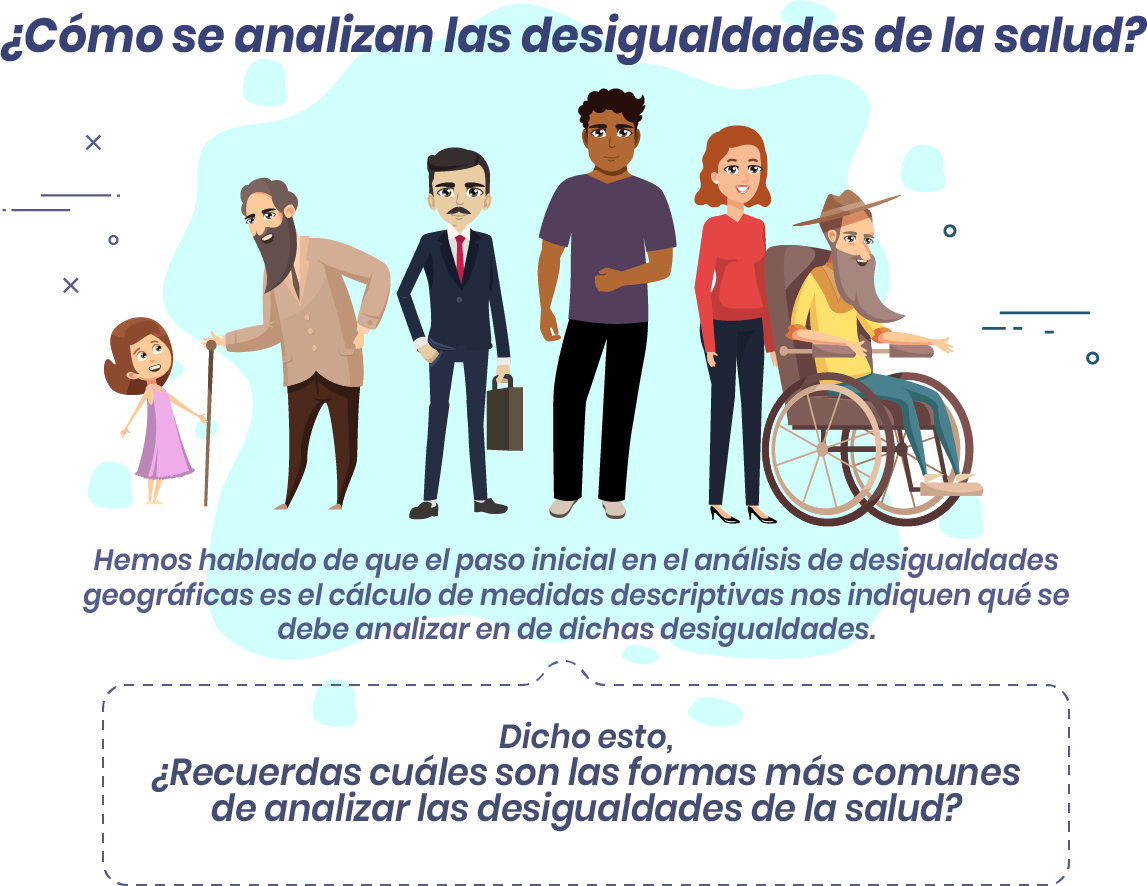 ¿Cómo se analizan las desigualdades de la salud?
Hemos hablado de que el paso inicial en el análisis de desigualdades
geográficas es el cálculo de medidas descriptivas nos indiquen qué se
debe analizar en de dichas desigualdades.
Dicho esto,
¿Recuerdas cuáles son las formas más comunes
de analizar las desigualdades de la salud?